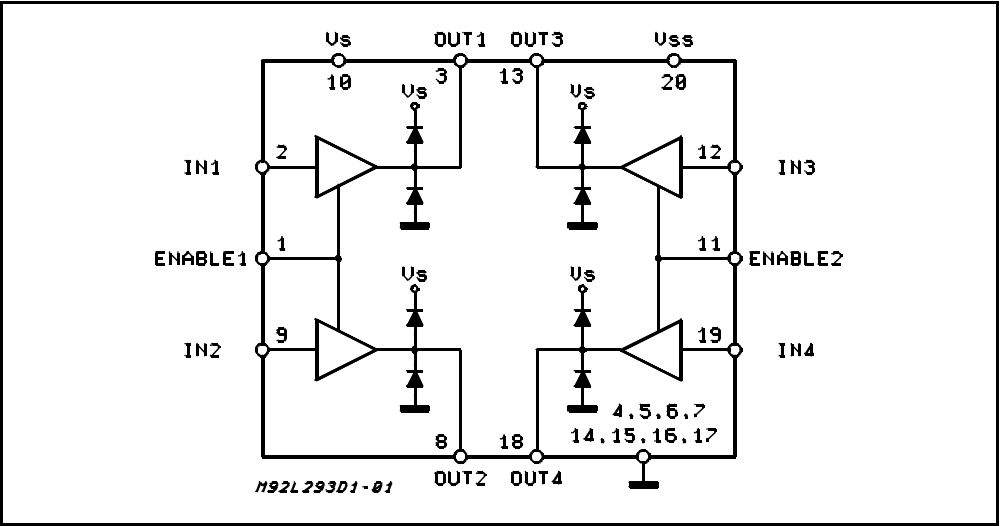 Vs OUT1 OUT3 Vss
10 3 13 20
Vs Vs
IN1 2 12 IN3
ENABLE1 1 11 ENABLE2
Vs Vs
IN2 9 19 IN4
4.5.6.7
8 18 14.15.16.17
OUT2 OUT4
M92L293D1-01